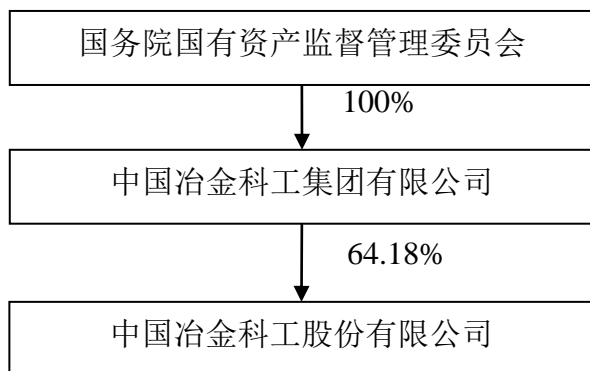 国务院国有资产监督管理委员会
100%
中国冶金科工集团有限公司
64.18%
中国冶金科工股份有限公司